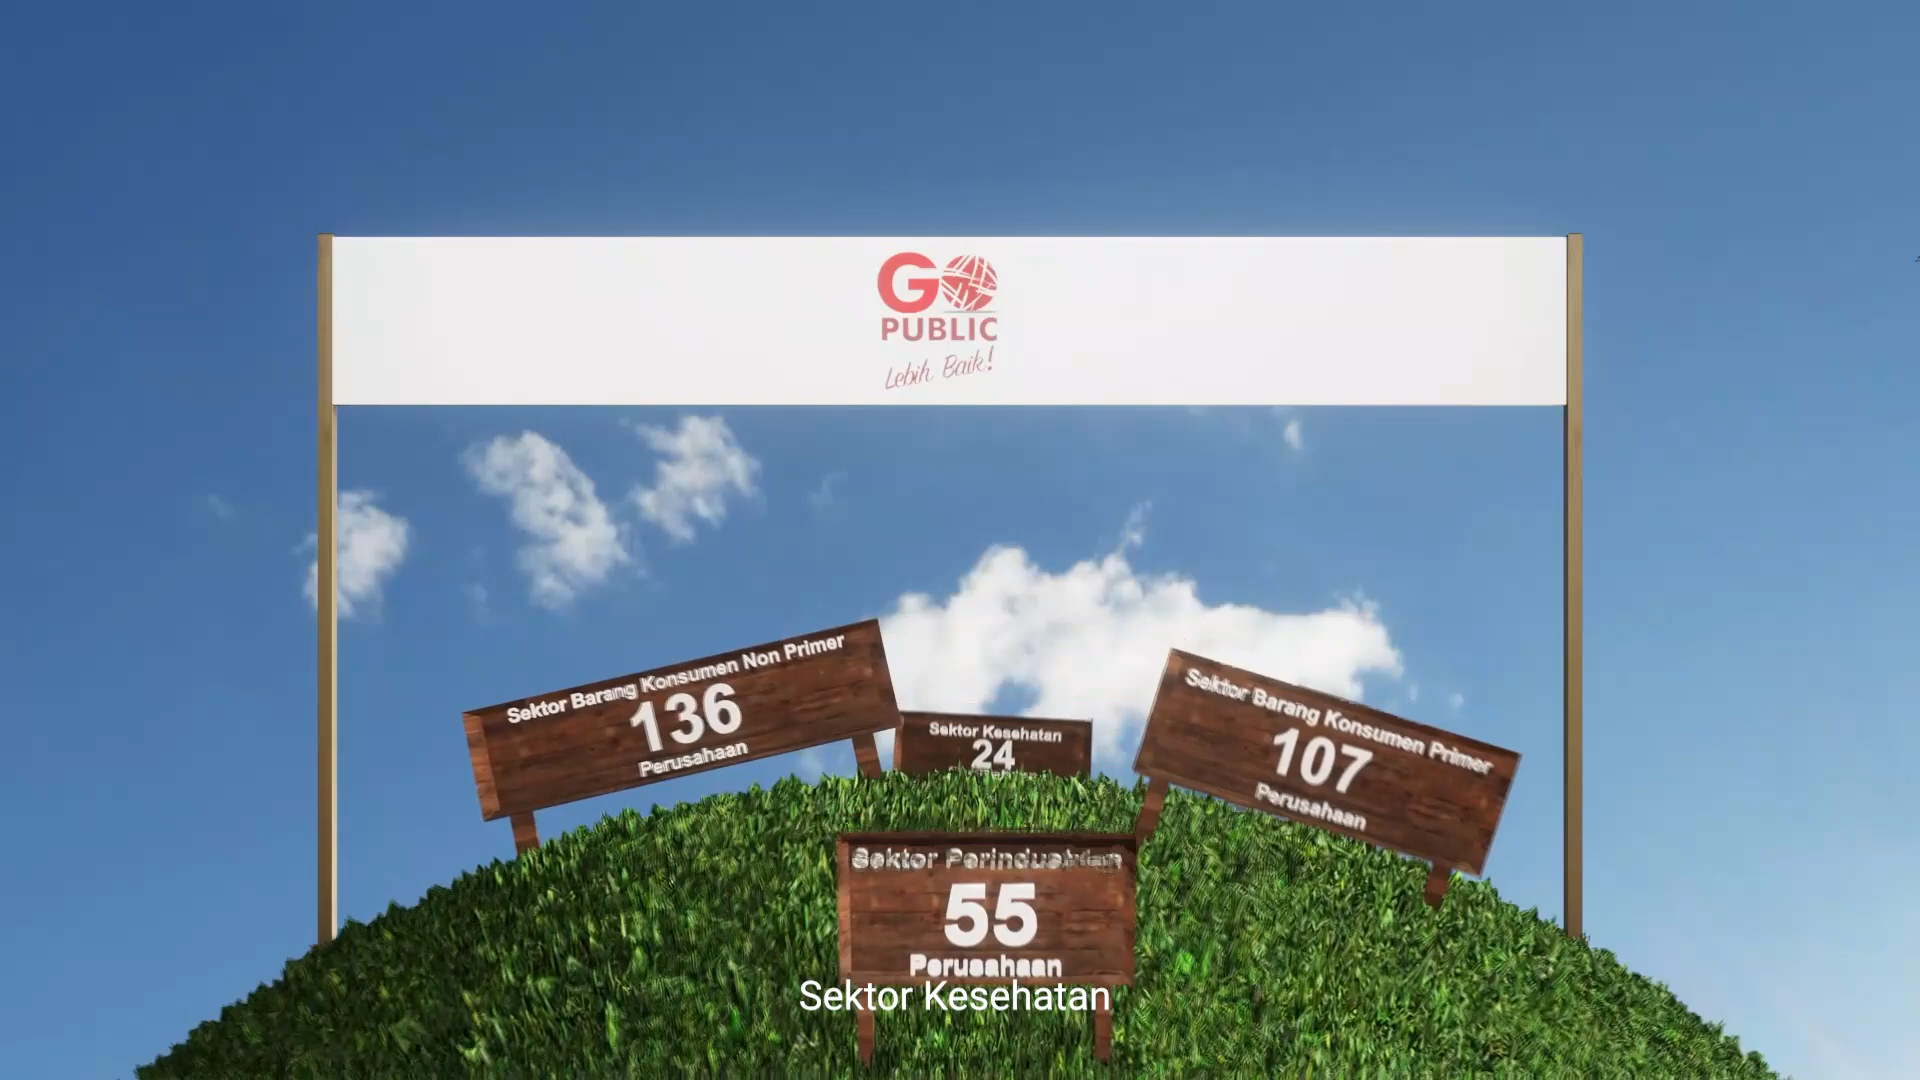 GO
PUBLIC
Lebih Baik!
Sektor Barang Konsumen Non Primer
136
Perusahaan
Sektor Kesehatan
24
Sektor Barang Konsumen Primer
107
Perusahaan
Sektor Perindustrian
55
Perusahaan
Sektor Kesehatan